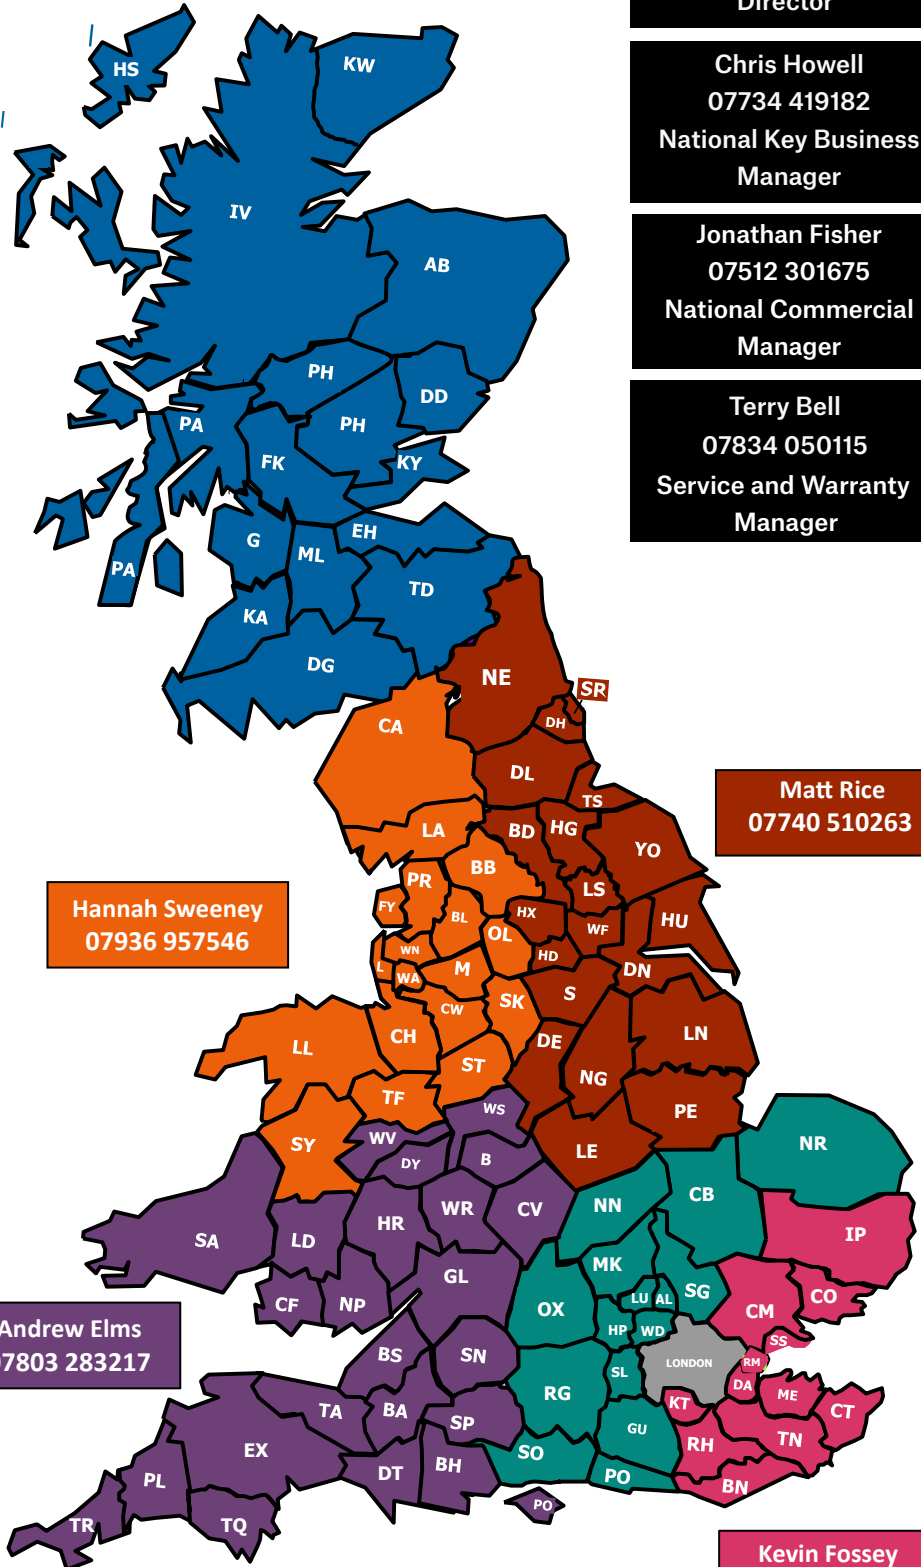 Director
Chris Howell
07734 419182
National Key Business
Manager
Jonathan Fisher
07512 301675
National Commercial
Manager
Terry Bell
07834 050115
Service and Warranty
Manager
HS
KW
IV
AB
PH
DD
PA
PH
FK
KY
G
EH
ML
PA
TD
KA
DG
NE
SR
CA
DH
DL
TS
Matt Rice
07740 510263
LA
BD
HG
YO
BB
PR
LS
FY
BL
HX
HU
OL
WF
WN
HD
L
WA
M
DN
S
SK
CW
LN
CH
DE
LL
ST
NG
TF
PE
WS
WV
SY
LE
NR
DY
B
Hannah Sweeney
07936 957546
CB
NN
WR
CV
HR
SA
LD
IP
MK
GL
SG
LU
AL
CO
CF
NP
OX
CM
HP
WD
SS
Andrew Elms
07803 283217
BS
SN
LONDON
RM
SL
DA
RG
ME
KT
TA
BA
SP
CT
GU
TN
RH
EX
SO
BH
DT
PO
PL
BN
PO
TR
TQ
Kevin Fossey